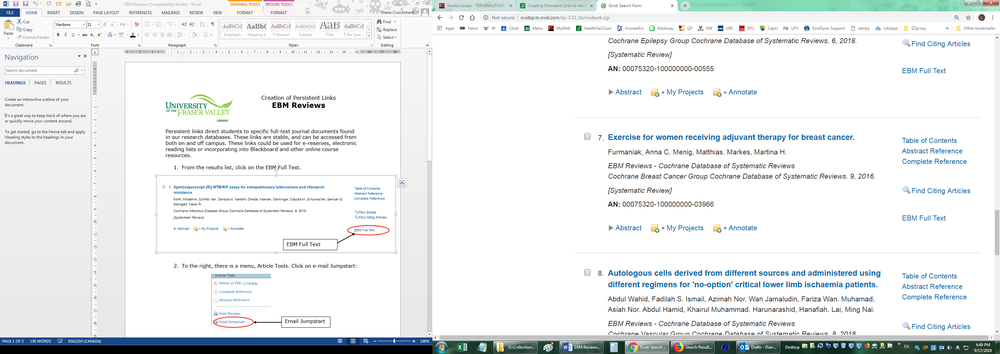 EBM Reviews [Compatibility Mode] - Word
DRAWING TOOLS
PICTURE TOOLS
FILE
HOME
INSERT
DESIGN
PAGE LAYOUT
REFERENCES
MAILINGS
REVIEW
VIEW
FORMAT
FORMAT
Diane Cruickshank
Paste
Cut
Copy
Format Painter
Clipboard
Verdana
11
Font
Paragraph
AaBbCcI
Emphasis
AaBb(
Heading 1
AaBbCcI
¶ Normal
AaBbCcD
Subtitle
AaB
Title
AaBbCcI
¶ No Spac...
Styles
Find
Replace
Select
Editing
Navigation
Search document
HEADINGS
PAGES
RESULTS
Create an interactive outline of your
document.
It's a great way to keep track of where you are
or quickly move your content around.
To get started, go to the Home tab and apply
Heading styles to the headings in your
document.
UNIVERSITY
OF THE FRASER VALLEY
LIBRARY
Creation of Persistent Links
EBM Reviews
Persistent links direct students to specific full-text journal documents found
in our research databases. These links are stable, and can be accessed from
both on and off campus. These links could be used for e-reserves, electronic
reading lists or incorporating into Blackboard and other online course
resources.
1. From the results list, click on the EBM Full Text.
1. Xpert(superscript (R)) MTB/RIF assay for extrapulmonary tuberculosis and rifampicin
resistance.
Kohli, Mikashmi. Schiller, Ian. Dendukuri, Nandini. Dheda, Keertan. Denkinger, Claudia M. Schumacher, Samuel G.
Steingart, Karen R.
Cochrane Infectious Diseases Group Cochrane Database of Systematic Reviews. 8, 2018.
[Systematic Review]
Abstract
+ My Projects
+ Annotate
Table of Contents
Abstract Reference
Complete Reference
Find Similar
Find Citing Articles
EBM Full Text
EBM Full Text
2. To the right, there is a menu, Article Tools. Click on e-mail Jumpstart:
Article Tools
Article as PDF (2240KB)
Complete Reference
Abstract Reference
Print Preview
Email Jumpstart
Email Jumpstart
PAGE 1 OF 2
130 WORDS
ENGLISH (CANADA)
100%
Media Library - TERMINALFOUR
Creating Persistent Links to Artic
Ovid: Search Form
Not secure
ovidsp.tx.ovid.com/sp-3.31.1b/ovidweb.cgi
Apps
News
W
Clndr
Manu
MyWeb
HealthFacCoun
HumanKin
AskAway
QP
KPU KW
UBC UBC
SFU SFU
CapU
PB UFV
SirsiDynix Support
ebrary
LibApps
EZproxy
»
Other bookmarks
Cochrane Epilepsy Group Cochrane Database of Systematic Reviews. 6, 2018.
[Systematic Review]
AN: 00075320-100000000-00555
Abstract
+ My Projects
+ Annotate
Find Citing Articles
EBM Full Text
7. Exercise for women receiving adjuvant therapy for breast cancer.
Furmaniak, Anna C. Menig, Matthias. Markes, Martina H.
EBM Reviews - Cochrane Database of Systematic Reviews
Cochrane Breast Cancer Group Cochrane Database of Systematic Reviews. 9, 2016.
[Systematic Review]
AN: 00075320-100000000-03966
Abstract
+ My Projects
+ Annotate
Table of Contents
Abstract Reference
Complete Reference
Find Citing Articles
EBM Full Text
8. Autologous cells derived from different sources and administered using
different regimens for 'no-option' critical lower limb ischaemia patients.
Abdul Wahid, Fadilah S. Ismail, Azimah Nor. Wan Jamaludin, Fariza Wan. Muhamad,
Asiah Nor. Abdul Hamid, Khairul Muhammad. Harunarashid, Hanafiah. Lai, Ming Nai.
EBM Reviews - Cochrane Database of Systematic Reviews
Cochrane Vascular Group Cochrane Database of Systematic Reviews. 8, 2018.
Table of Contents
Abstract Reference
Complete Reference
Find Citing Articles
G:\Collection...
EBM Reviews...
Ovid: Search ...
Search Result...
Drafts - Dian...
Desktop
EN
4:49 PM
9/17/2018